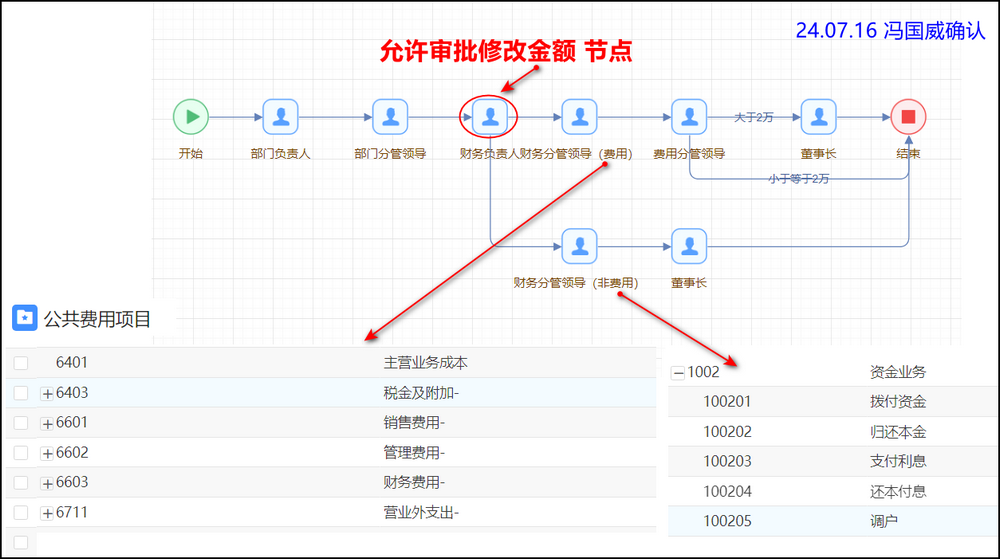 24.07.16 冯国威确认
允许审批修改金额 节点
大于2万
开始
部门负责人
部门分管领导
财务负责人
财务分管领导（费用）
费用分管领导
董事长
结束
小于等于2万
财务分管领导（非费用）
董事长
公共费用项目
6401 主营业务成本
6403 税金及附加-
6601 销售费用-
6602 管理费用-
6603 财务费用-
6711 营业外支出-
1002 资金业务
100201 拨付资金
100202 归还本金
100203 支付利息
100204 还本付息
100205 调户